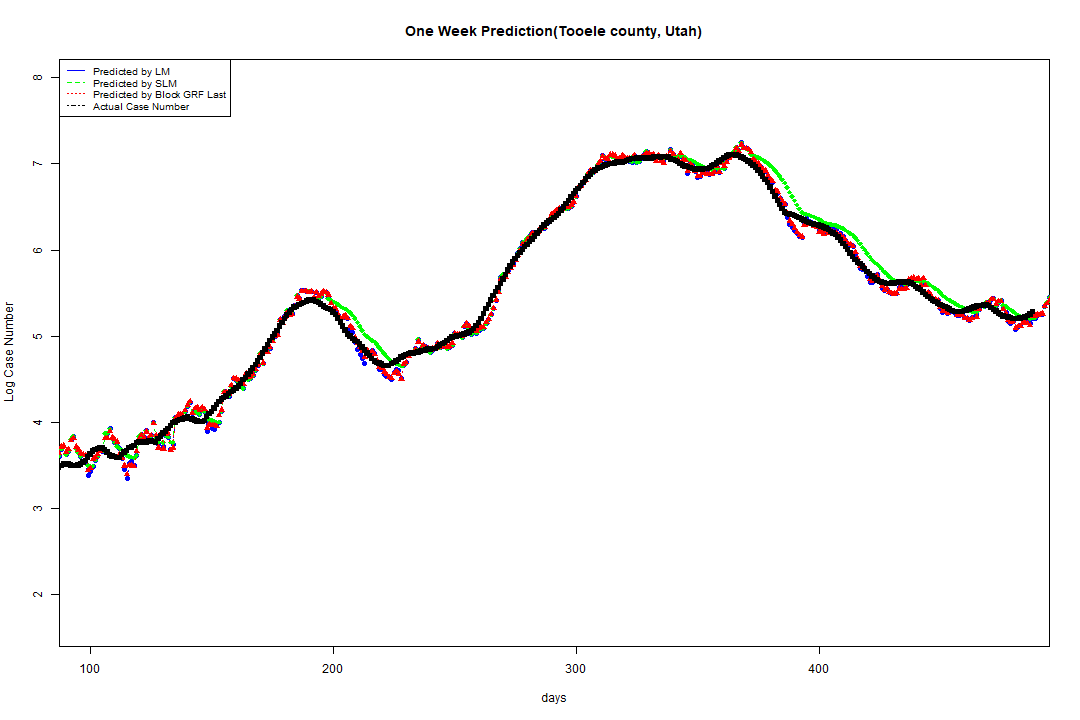 One Week Prediction(Tooele county, Utah)
Predicted by LM
Predicted by SLM
Predicted by Block GRF Last
Actual Case Number
8
7
6
5
4
3
2
Log Case Number
100 200 300 400
days